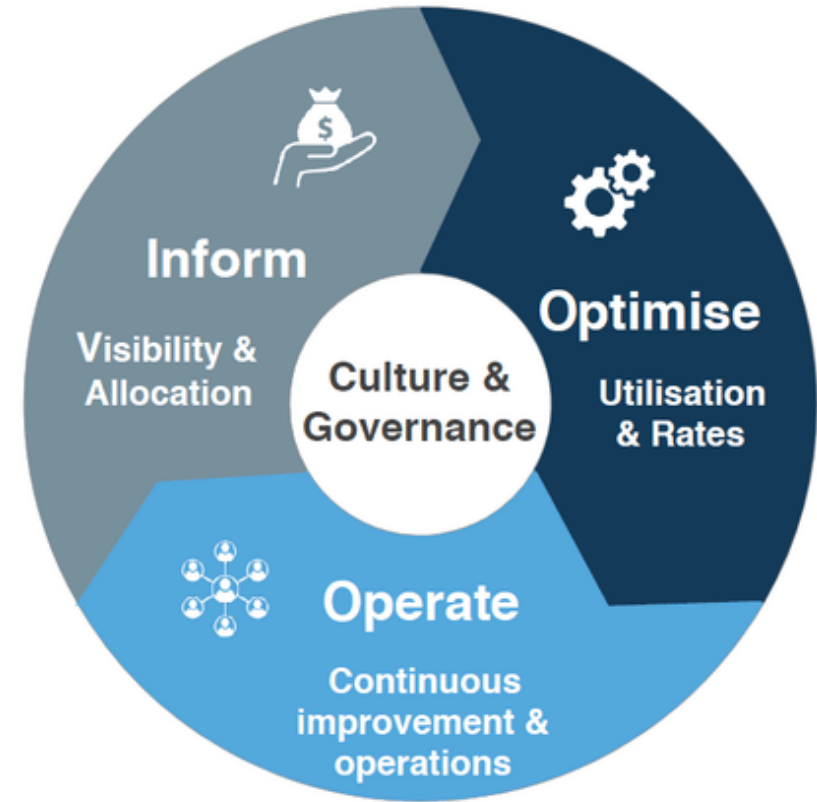 $
Inform
Visibility &
Allocation
Optimise
Utilisation
& Rates
Culture &
Governance
Operate
Continuous
improvement &
operations